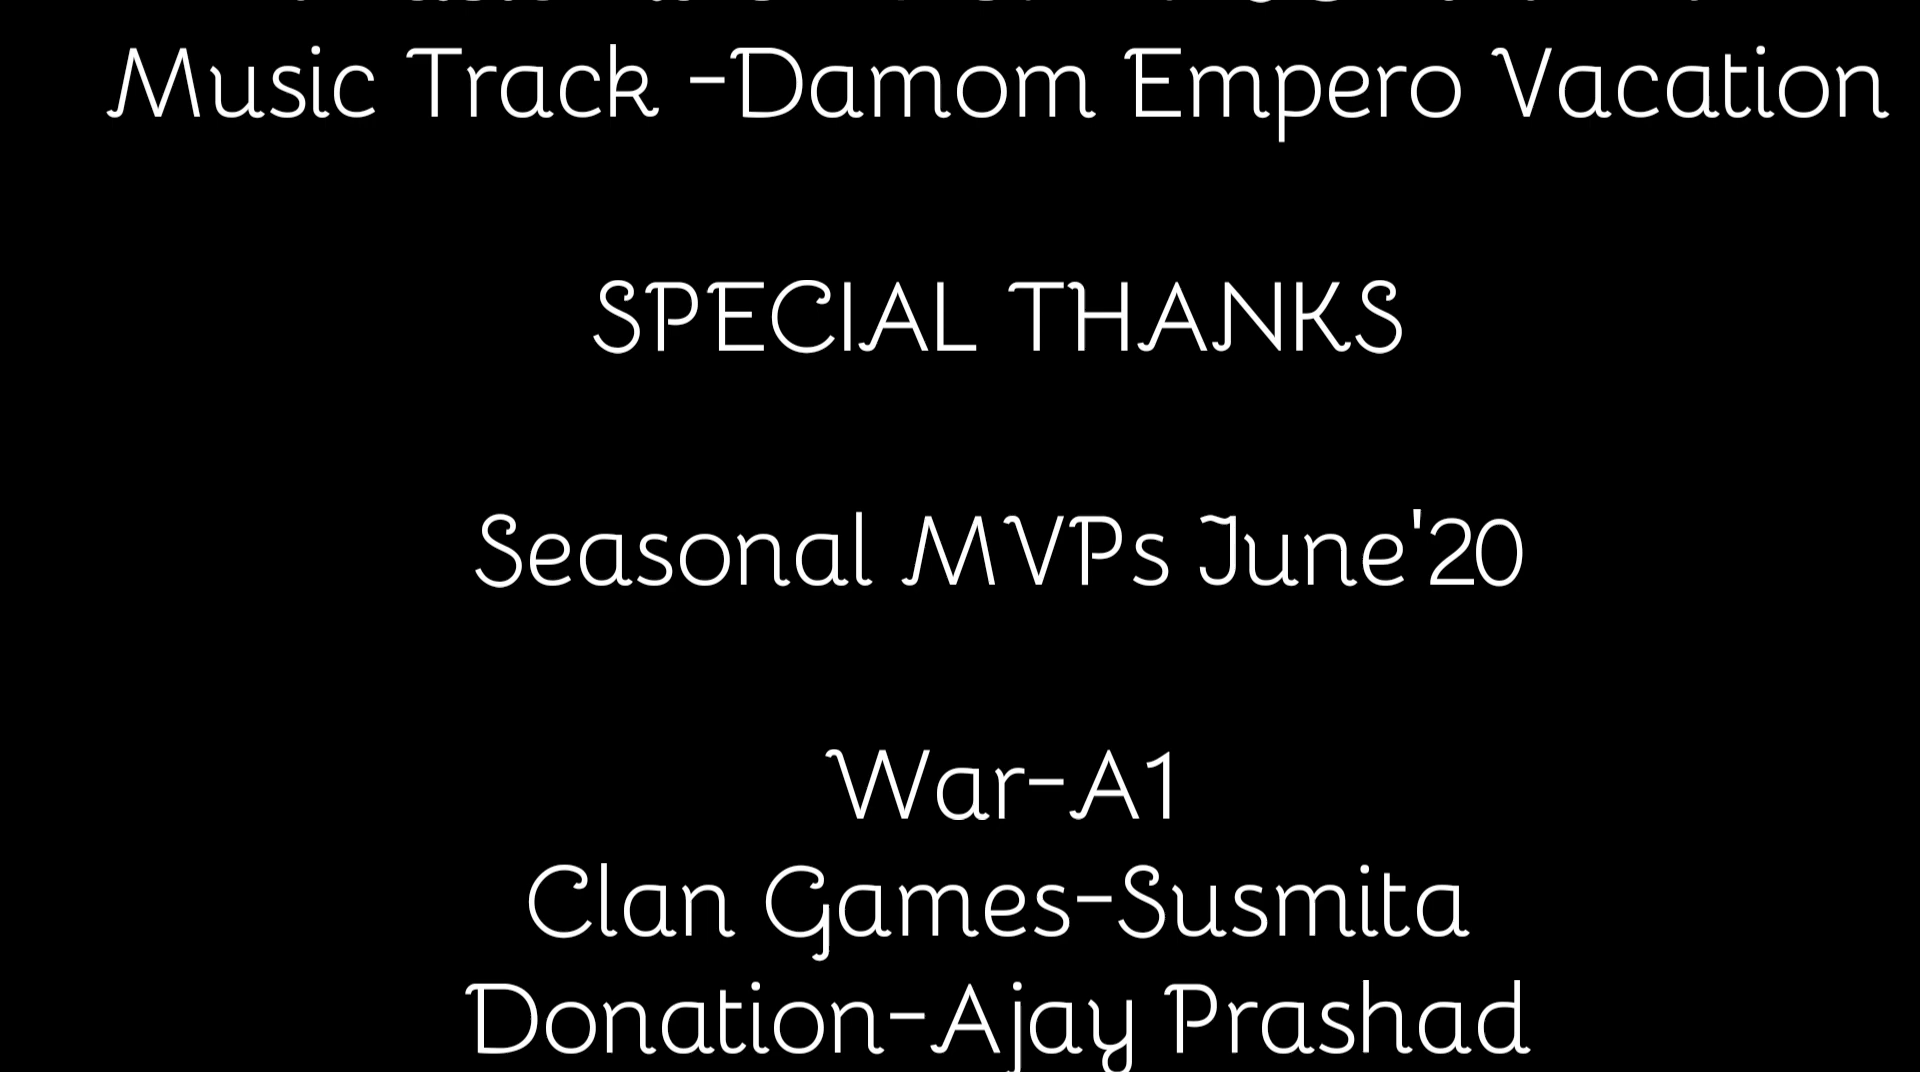 Music Track -Damom Empero Vacation
SPECIAL THANKS
Seasonal MVPs June'20
War-A1
Clan Games-Susmita
Donation-Ajay Prashad